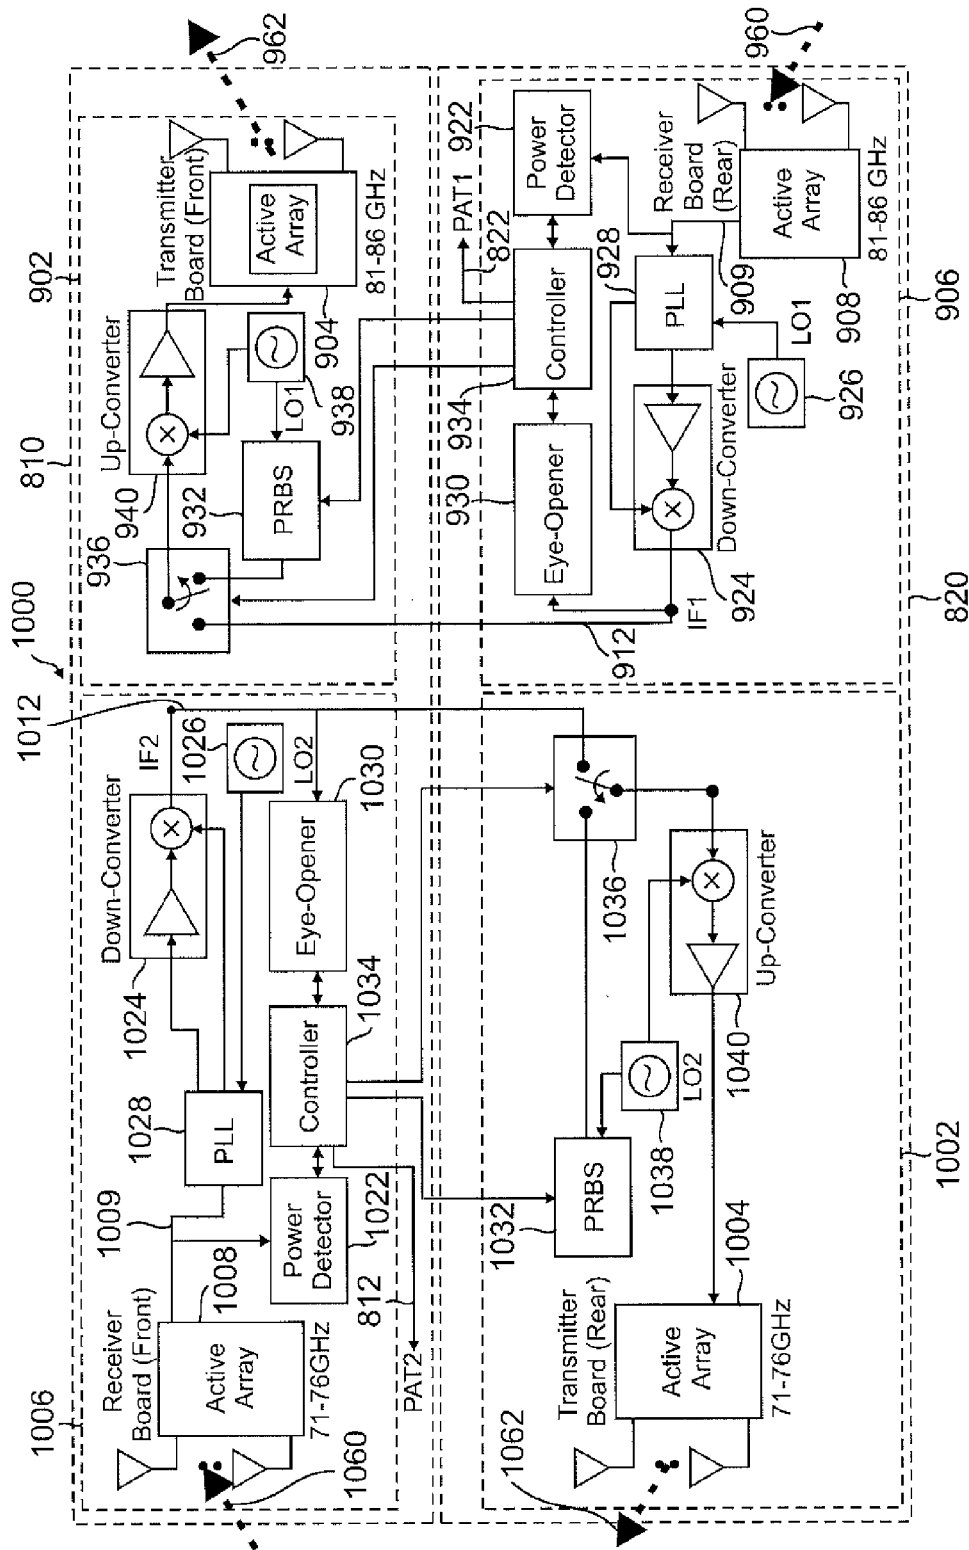 1000
1012
810
902
962
1006
Receiver
Board (Front)
1008
Active
Array
71-76GHz
1060
1009
1028
PLL
1024
Down-Converter
IF2
1026
LO2
1030
Eye-Opener
1034
Controller
1022
Power
Detector
812
PAT2
936
940
Up-Converter
932
PRBS
LO1
938
904
Transmitter
Board (Front)
Active
Array
81-86 GHz
1062
Transmitter
Board (Rear)
1004
Active
Array
71-76GHz
1032
PRBS
1038
LO2
1036
1040
Up-Converter
1002
912
IF1
930
Eye-Opener
934
Controller
822
PAT1
922
Power
Detector
928
PLL
909
924
Down-Converter
926
LO1
Receiver
Board
(Rear)
Active
Array
908
81-86 GHz
960
906
820